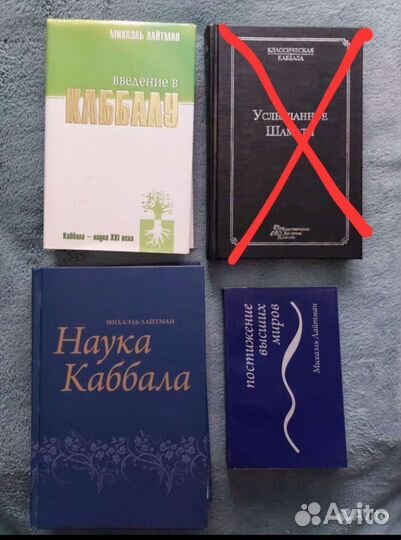 МИХАЭЛЬ ЛАЙТМАН
введение в
КАББАЛУ
Каббала – наука XXI века
КЛАССИЧЕСКАЯ
КАББАЛА
УСЛЫШАННОЕ
ШАМАТИ
МИХАЭЛЬ ЛАЙТМАН
Наука
Каббала
постижение
высших
миров
Михаэль Лайтман
Avito